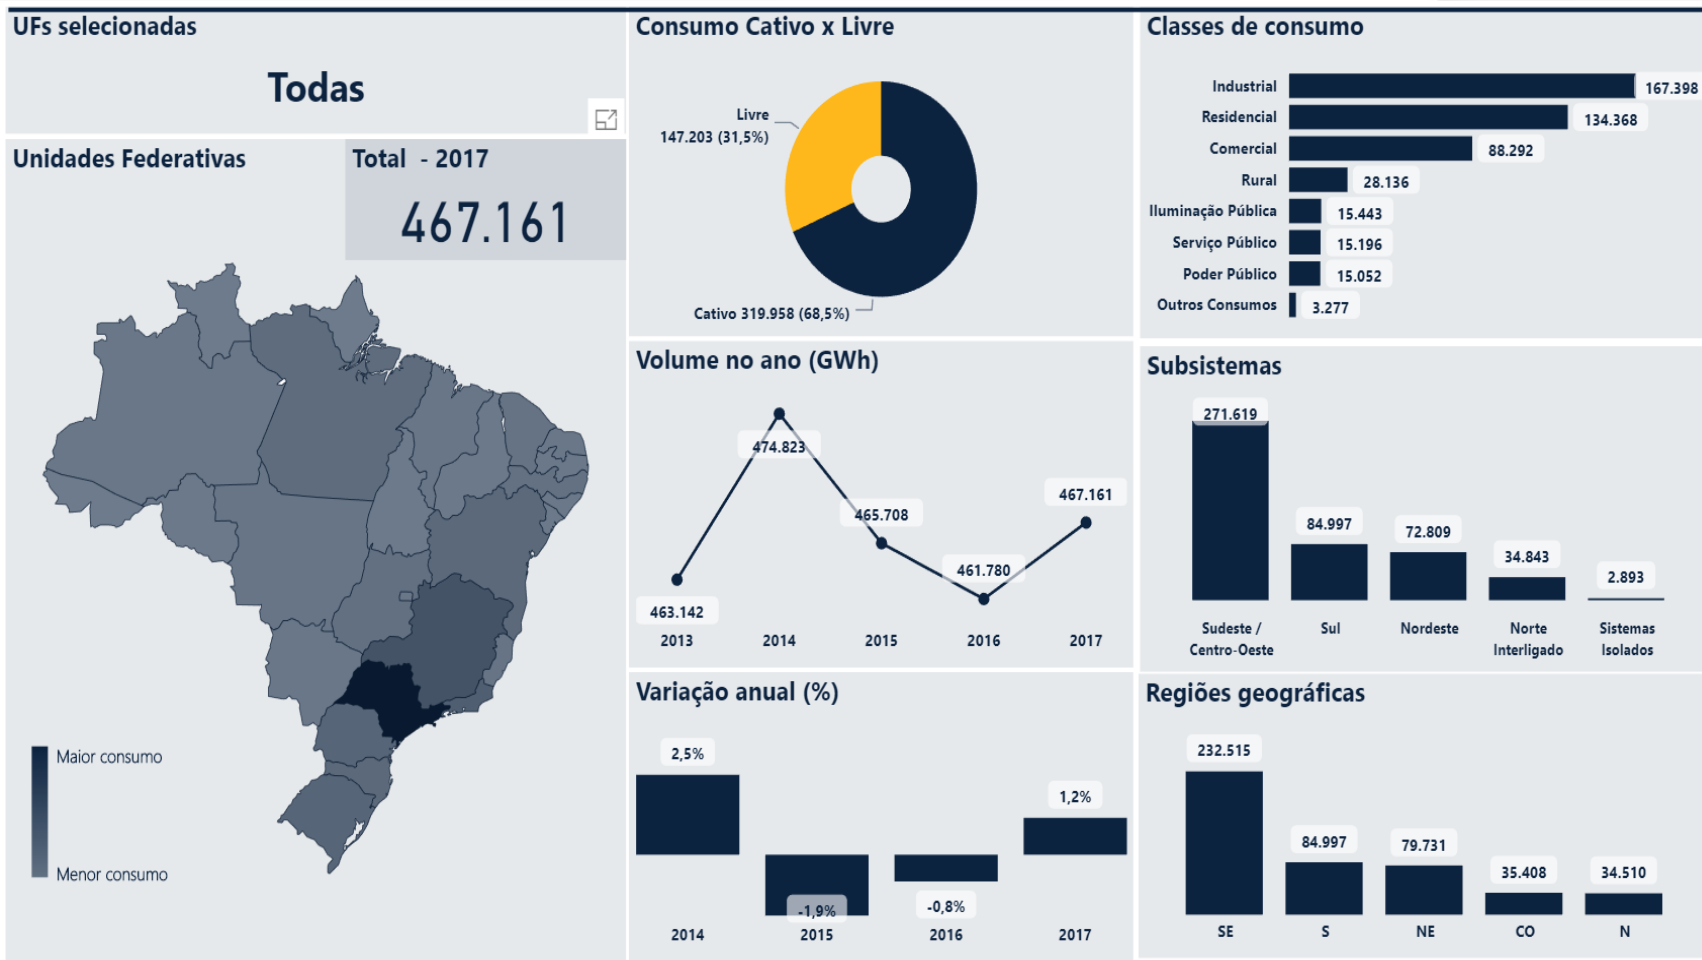 UFs selecionadas
Todas
Unidades Federativas
Total - 2017
467.161
Maior consumo
Menor consumo
Consumo Cativo x Livre
Livre
147.203 (31,5%)
Cativo 319.958 (68,5%)
Volume no ano (GWh)
474.823
465.708
467.161
461.780
463.142
2013 2014 2015 2016 2017
Variação anual (%)
2,5%
1,2%
-1,9%
-0,8%
2014 2015 2016 2017
Classes de consumo
Industrial 167.398
Residencial 134.368
Comercial 88.292
Rural 28.136
Iluminação Pública 15.443
Serviço Público 15.196
Poder Público 15.052
Outros Consumos 3.277
Subsistemas
271.619
84.997
72.809
34.843
2.893
Sudeste / Sul Nordeste Norte Sistemas
Centro-Oeste Interligado Isolados
Regiões geográficas
232.515
84.997
79.731
35.408
34.510
SE S NE CO N